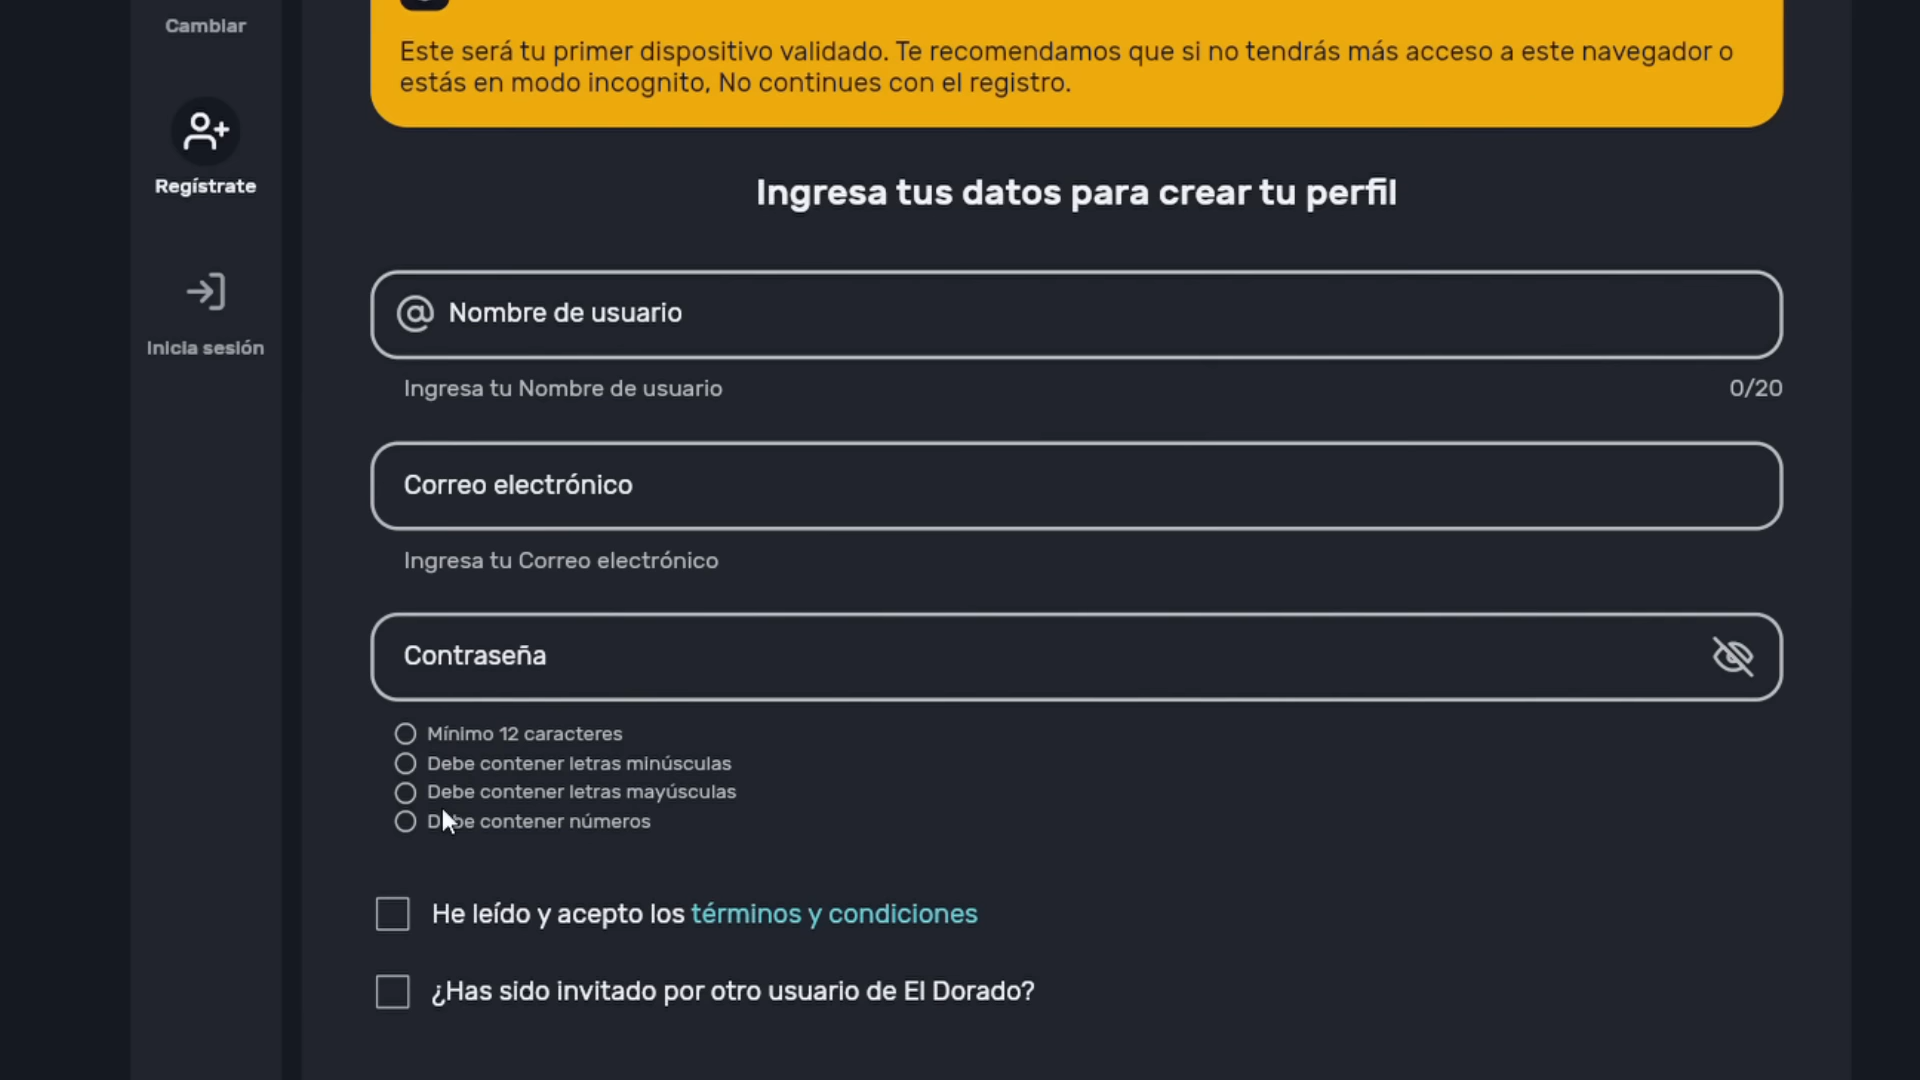 Cambiar
Este será tu primer dispositivo validado. Te recomendamos que si no tendrás más acceso a este navegador o
estás en modo incognito, No continues con el registro.
Regístrate
Inicia sesión
Ingresa tus datos para crear tu perfil
@ Nombre de usuario
Ingresa tu Nombre de usuario 0/20
Correo electrónico
Ingresa tu Correo electrónico
Contraseña
Mínimo 12 caracteres
Debe contener letras minúsculas
Debe contener letras mayúsculas
Debe contener números
He leído y acepto los términos y condiciones
¿Has sido invitado por otro usuario de El Dorado?